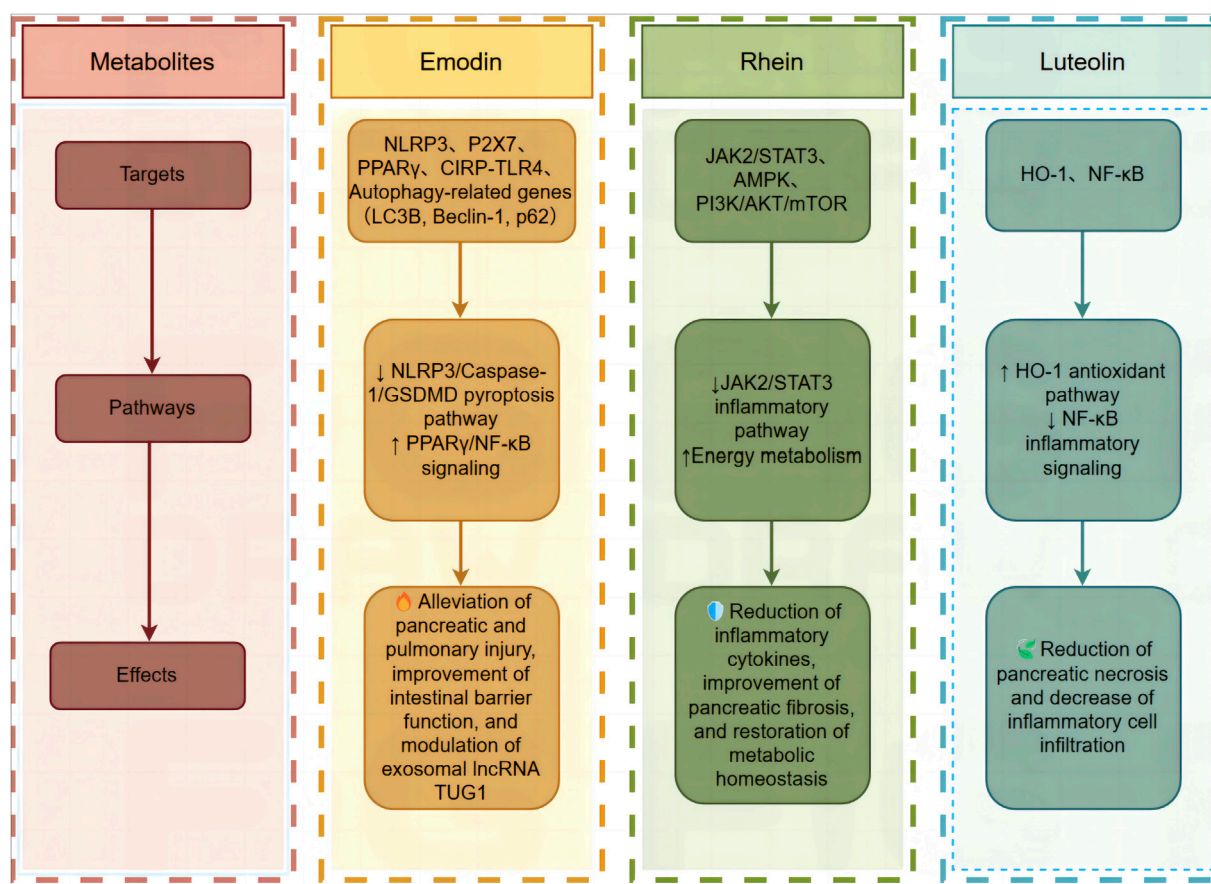 Metabolites
Targets
Pathways
Effects
Emodin
NLRP3、P2X7、
PPARγ、CIRP-TLR4、
Autophagy-related genes
（LC3B, Beclin-1, p62）
↓ NLRP3/Caspase-
1/GSDMD pyroptosis
pathway
↑ PPARγ/NF-κB
signaling
🔥 Alleviation of
pancreatic and
pulmonary injury,
improvement of
intestinal barrier
function, and
modulation of
exosomal lncRNA
TUG1
Rhein
JAK2/STAT3、
AMPK、
PI3K/AKT/mTOR
↓JAK2/STAT3
inflammatory
pathway
↑Energy metabolism
🛡️ Reduction of
inflammatory
cytokines,
improvement of
pancreatic fibrosis,
and restoration of
metabolic
homeostasis
Luteolin
HO-1、NF-κB
↑ HO-1 antioxidant
pathway
↓ NF-κB
inflammatory
signaling
🌿 Reduction of
pancreatic necrosis
and decrease of
inflammatory cell
infiltration